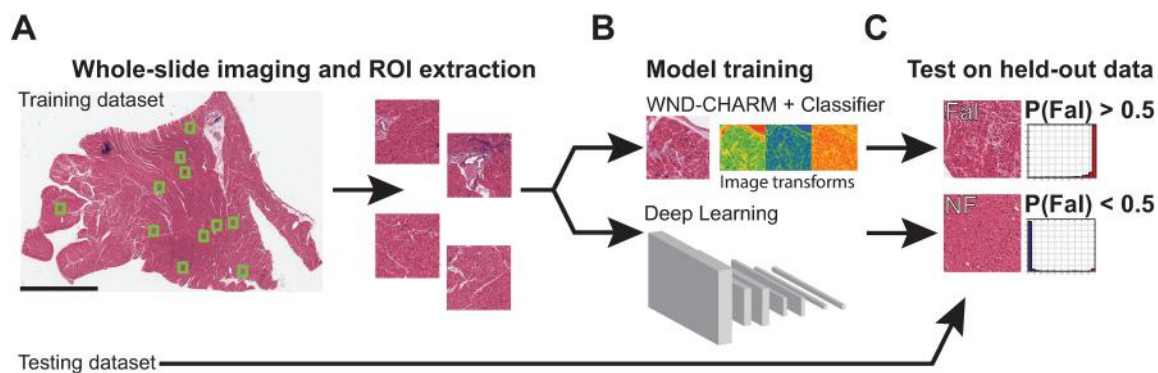 A
B
C
Whole-slide imaging and ROI extraction
Model training
Test on held-out data
Training dataset
WND-CHARM + Classifier
Fal
P(Fal) > 0.5
Image transforms
Deep Learning
NF
P(Fal) < 0.5
Testing dataset